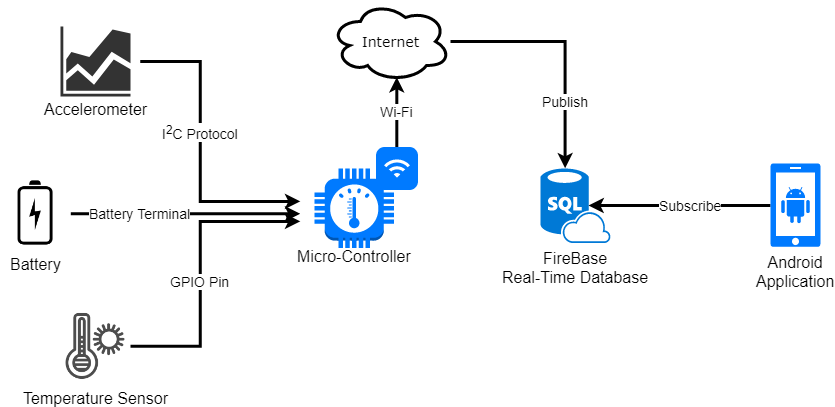 Internet
Accelerometer
Publish
Wi-Fi
I²C Protocol
SQL
Battery Terminal
Subscribe
Micro-Controller
Battery
FireBase
Real-Time Database
Android
Application
GPIO Pin
Temperature Sensor